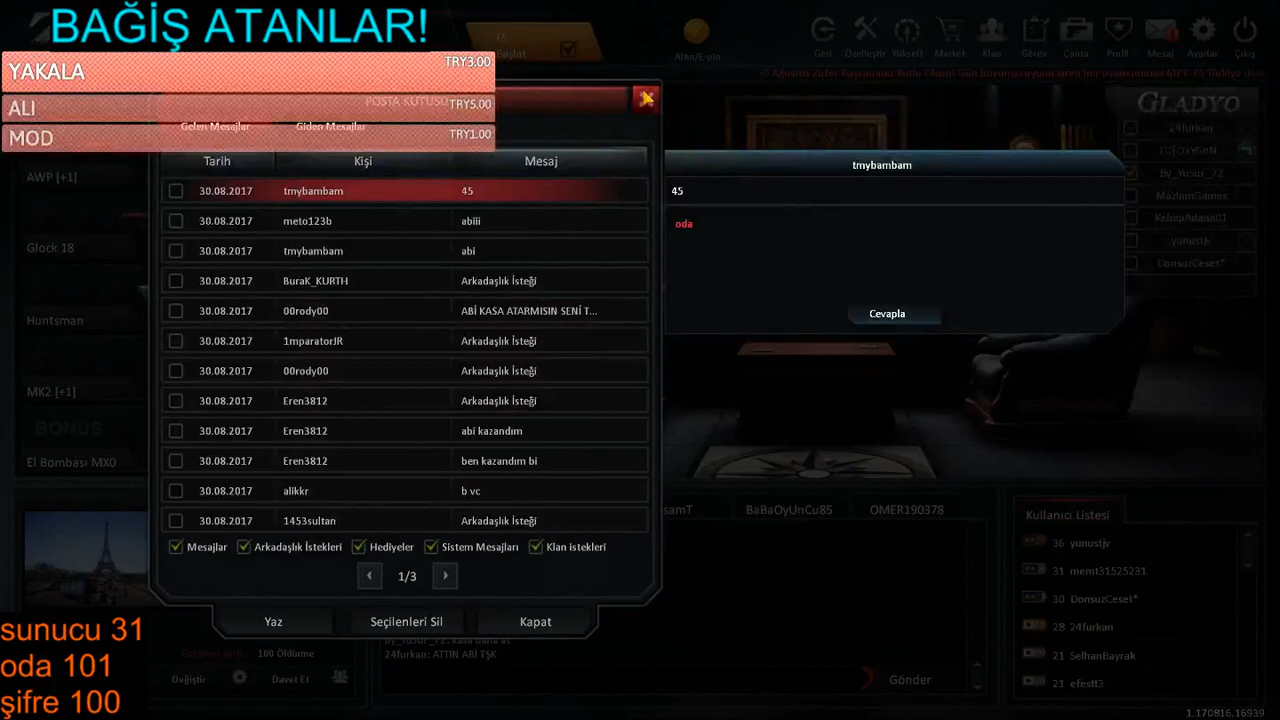 BAĞİŞ ATANLAR!
YAKALA TRY3.00
ALI TRY5.00
MOD TRY1.00
Başlat
Altın/E-pin
Geri Özelleştir Yükselt Market Klan Görev Çanta Profil Mesaj Ayarlar Çıkış
POSTA KUTUSU
Gelen Mesajlar Giden Mesajlar
Tarih Kişi Mesaj
30.08.2017 tmybambam 45
30.08.2017 meto123b abiii
30.08.2017 tmybambam abi
30.08.2017 BuraK_KURTH Arkadaşlık İsteği
30.08.2017 00rody00 ABİ KASA ATARMISIN SENİ T...
30.08.2017 1mparatorJR Arkadaşlık İsteği
30.08.2017 00rody00 Arkadaşlık İsteği
30.08.2017 Eren3812 Arkadaşlık İsteği
30.08.2017 Eren3812 abi kazandım
30.08.2017 Eren3812 ben kazandım bi
30.08.2017 alikkr b vc
30.08.2017 1453sultan Arkadaşlık İsteği
Mesajlar Arkadaşlık İstekleri Hediyeler Sistem Mesajları Klan istekleri
1/3
Yaz Seçilenleri Sil Kapat
tmybambam
45
oda
Cevapla
AWP [+1]
Glock 18
Huntsman
MK2 [+1]
BONUS
El Bombası MX0
GLADYO
24furkan
By_Yusuf_72
MazlumGames
KebapAdana01
yunustjv
DonsuzCeset*
samT BaBaOyUnCu85 OMER190378
Kullanıcı Listesi
36 yunustjv
31 memt31525231
30 DonsuzCeset*
28 24furkan
21 SelhanBayrak
21 efestt3
24furkan: ATTIN ABİ TŞK
Gönder
100 Öldürme
Değiştir Davet Et
sunucu 31
oda 101
şifre 100
1.170816.16939